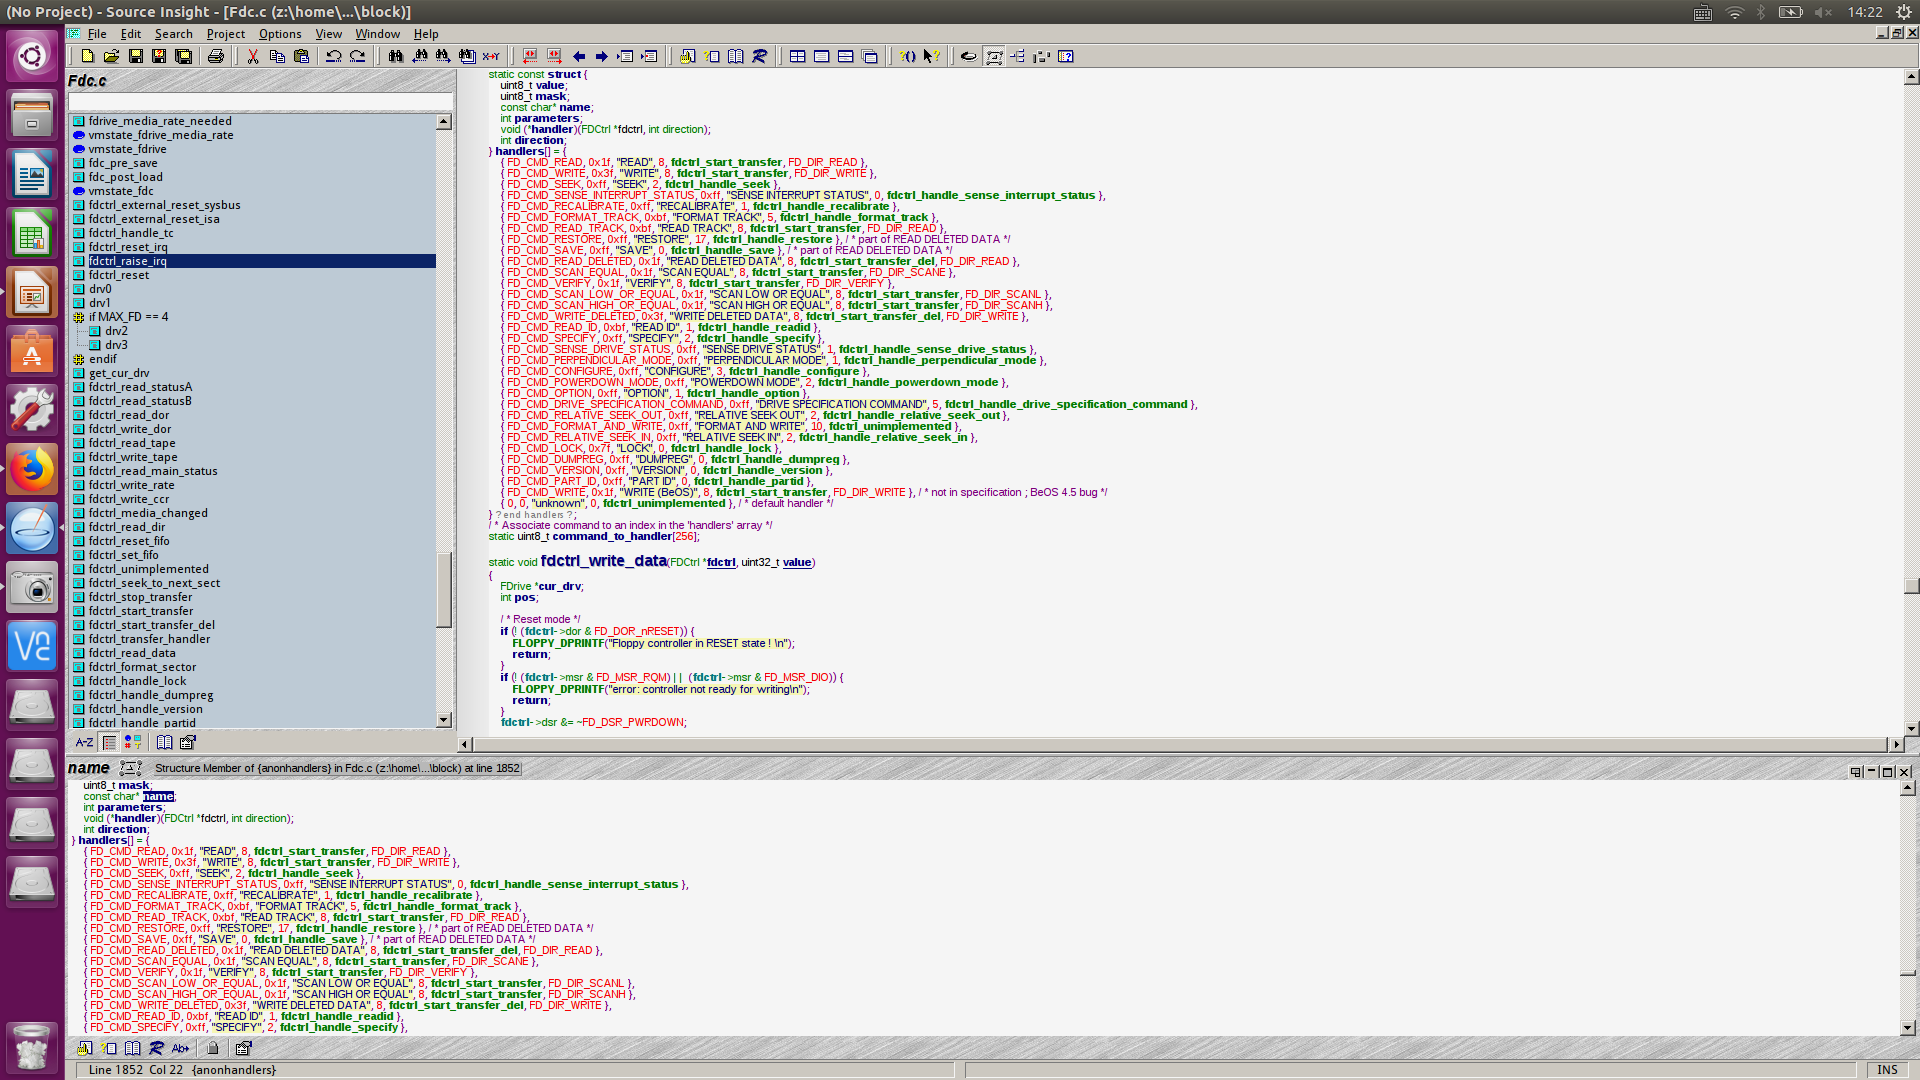 (No Project) - Source Insight - [Fdc.c (z:\home\...\block)]
14:22
File Edit Search Project Options View Window Help
Fdc.c
fdrive_media_rate_needed
vmstate_fdrive_media_rate
vmstate_fdrive
fdc_pre_save
fdc_post_load
vmstate_fdc
fdctrl_external_reset_sysbus
fdctrl_external_reset_isa
fdctrl_handle_tc
fdctrl_reset_irq
fdctrl_raise_irq
fdctrl_reset
drv0
drv1
if MAX_FD == 4
drv2
drv3
endif
get_cur_drv
fdctrl_read_statusA
fdctrl_read_statusB
fdctrl_read_dor
fdctrl_write_dor
fdctrl_read_tape
fdctrl_write_tape
fdctrl_read_main_status
fdctrl_write_rate
fdctrl_write_ccr
fdctrl_media_changed
fdctrl_read_dir
fdctrl_reset_fifo
fdctrl_set_fifo
fdctrl_unimplemented
fdctrl_seek_to_next_sect
fdctrl_stop_transfer
fdctrl_start_transfer
fdctrl_start_transfer_del
fdctrl_transfer_handler
fdctrl_read_data
fdctrl_format_sector
fdctrl_handle_lock
fdctrl_handle_dumpreg
fdctrl_handle_version
fdctrl_handle_partid
A-Z
static const struct {
uint8_t value;
uint8_t mask;
const char* name;
int parameters;
void (*handler)(FDCtrl *fdctrl, int direction);
int direction;
} handlers[] = {
{ FD_CMD_READ, 0x1f, "READ", 8, fdctrl_start_transfer, FD_DIR_READ },
{ FD_CMD_WRITE, 0x3f, "WRITE", 8, fdctrl_start_transfer, FD_DIR_WRITE },
{ FD_CMD_SEEK, 0xff, "SEEK", 2, fdctrl_handle_seek },
{ FD_CMD_SENSE_INTERRUPT_STATUS, 0xff, "SENSE INTERRUPT STATUS", 0, fdctrl_handle_sense_interrupt_status },
{ FD_CMD_RECALIBRATE, 0xff, "RECALIBRATE", 1, fdctrl_handle_recalibrate },
{ FD_CMD_FORMAT_TRACK, 0xbf, "FORMAT TRACK", 5, fdctrl_handle_format_track },
{ FD_CMD_READ_TRACK, 0xbf, "READ TRACK", 8, fdctrl_start_transfer, FD_DIR_READ },
{ FD_CMD_RESTORE, 0xff, "RESTORE", 17, fdctrl_handle_restore }, / * part of READ DELETED DATA */
{ FD_CMD_SAVE, 0xff, "SAVE", 0, fdctrl_handle_save }, / * part of READ DELETED DATA */
{ FD_CMD_READ_DELETED, 0x1f, "READ DELETED DATA", 8, fdctrl_start_transfer_del, FD_DIR_READ },
{ FD_CMD_SCAN_EQUAL, 0x1f, "SCAN EQUAL", 8, fdctrl_start_transfer, FD_DIR_SCANE },
{ FD_CMD_VERIFY, 0x1f, "VERIFY", 8, fdctrl_start_transfer, FD_DIR_VERIFY },
{ FD_CMD_SCAN_LOW_OR_EQUAL, 0x1f, "SCAN LOW OR EQUAL", 8, fdctrl_start_transfer, FD_DIR_SCANL },
{ FD_CMD_SCAN_HIGH_OR_EQUAL, 0x1f, "SCAN HIGH OR EQUAL", 8, fdctrl_start_transfer, FD_DIR_SCANH },
{ FD_CMD_WRITE_DELETED, 0x3f, "WRITE DELETED DATA", 8, fdctrl_start_transfer_del, FD_DIR_WRITE },
{ FD_CMD_READ_ID, 0xbf, "READ ID", 1, fdctrl_handle_readid },
{ FD_CMD_SPECIFY, 0xff, "SPECIFY", 2, fdctrl_handle_specify },
{ FD_CMD_SENSE_DRIVE_STATUS, 0xff, "SENSE DRIVE STATUS", 1, fdctrl_handle_sense_drive_status },
{ FD_CMD_PERPENDICULAR_MODE, 0xff, "PERPENDICULAR MODE", 1, fdctrl_handle_perpendicular_mode },
{ FD_CMD_CONFIGURE, 0xff, "CONFIGURE", 3, fdctrl_handle_configure },
{ FD_CMD_POWERDOWN_MODE, 0xff, "POWERDOWN MODE", 2, fdctrl_handle_powerdown_mode },
{ FD_CMD_OPTION, 0xff, "OPTION", 1, fdctrl_handle_option },
{ FD_CMD_DRIVE_SPECIFICATION_COMMAND, 0xff, "DRIVE SPECIFICATION COMMAND", 5, fdctrl_handle_drive_specification_command },
{ FD_CMD_RELATIVE_SEEK_OUT, 0xff, "RELATIVE SEEK OUT", 2, fdctrl_handle_relative_seek_out },
{ FD_CMD_FORMAT_AND_WRITE, 0xff, "FORMAT AND WRITE", 10, fdctrl_unimplemented },
{ FD_CMD_RELATIVE_SEEK_IN, 0xff, "RELATIVE SEEK IN", 2, fdctrl_handle_relative_seek_in },
{ FD_CMD_LOCK, 0x7f, "LOCK", 0, fdctrl_handle_lock },
{ FD_CMD_DUMPREG, 0xff, "DUMPREG", 0, fdctrl_handle_dumpreg },
{ FD_CMD_VERSION, 0xff, "VERSION", 0, fdctrl_handle_version },
{ FD_CMD_PART_ID, 0xff, "PART ID", 0, fdctrl_handle_partid },
{ FD_CMD_WRITE, 0x1f, "WRITE (BeOS)", 8, fdctrl_start_transfer, FD_DIR_WRITE }, / * not in specification ; BeOS 4.5 bug */
{ 0, 0, "unknown", 0, fdctrl_unimplemented }, / * default handler */
} ? end handlers ? ;
/ * Associate command to an index in the 'handlers' array */
static uint8_t command_to_handler[256];
static void fdctrl_write_data(FDCtrl *fdctrl, uint32_t value)
{
FDrive *cur_drv;
int pos;
/ * Reset mode */
if (! (fdctrl->dor & FD_DOR_nRESET)) {
FLOPPY_DPRINTF("Floppy controller in RESET state ! \n");
return;
}
if (! (fdctrl->msr & FD_MSR_RQM) | | (fdctrl->msr & FD_MSR_DIO)) {
FLOPPY_DPRINTF("error: controller not ready for writing\n");
return;
}
fdctrl->dsr &= ~FD_DSR_PWRDOWN;
name Structure Member of {anonhandlers} in Fdc.c (z:\home\...\block) at line 1852
uint8_t mask;
const char* name;
int parameters;
void (*handler)(FDCtrl *fdctrl, int direction);
int direction;
} handlers[] = {
{ FD_CMD_READ, 0x1f, "READ", 8, fdctrl_start_transfer, FD_DIR_READ },
{ FD_CMD_WRITE, 0x3f, "WRITE", 8, fdctrl_start_transfer, FD_DIR_WRITE },
{ FD_CMD_SEEK, 0xff, "SEEK", 2, fdctrl_handle_seek },
{ FD_CMD_SENSE_INTERRUPT_STATUS, 0xff, "SENSE INTERRUPT STATUS", 0, fdctrl_handle_sense_interrupt_status },
{ FD_CMD_RECALIBRATE, 0xff, "RECALIBRATE", 1, fdctrl_handle_recalibrate },
{ FD_CMD_FORMAT_TRACK, 0xbf, "FORMAT TRACK", 5, fdctrl_handle_format_track },
{ FD_CMD_READ_TRACK, 0xbf, "READ TRACK", 8, fdctrl_start_transfer, FD_DIR_READ },
{ FD_CMD_RESTORE, 0xff, "RESTORE", 17, fdctrl_handle_restore }, / * part of READ DELETED DATA */
{ FD_CMD_SAVE, 0xff, "SAVE", 0, fdctrl_handle_save }, / * part of READ DELETED DATA */
{ FD_CMD_READ_DELETED, 0x1f, "READ DELETED DATA", 8, fdctrl_start_transfer_del, FD_DIR_READ },
{ FD_CMD_SCAN_EQUAL, 0x1f, "SCAN EQUAL", 8, fdctrl_start_transfer, FD_DIR_SCANE },
{ FD_CMD_VERIFY, 0x1f, "VERIFY", 8, fdctrl_start_transfer, FD_DIR_VERIFY },
{ FD_CMD_SCAN_LOW_OR_EQUAL, 0x1f, "SCAN LOW OR EQUAL", 8, fdctrl_start_transfer, FD_DIR_SCANL },
{ FD_CMD_SCAN_HIGH_OR_EQUAL, 0x1f, "SCAN HIGH OR EQUAL", 8, fdctrl_start_transfer, FD_DIR_SCANH },
{ FD_CMD_WRITE_DELETED, 0x3f, "WRITE DELETED DATA", 8, fdctrl_start_transfer_del, FD_DIR_WRITE },
{ FD_CMD_READ_ID, 0xbf, "READ ID", 1, fdctrl_handle_readid },
{ FD_CMD_SPECIFY, 0xff, "SPECIFY", 2, fdctrl_handle_specify },
Line 1852 Col 22 {anonhandlers}
INS